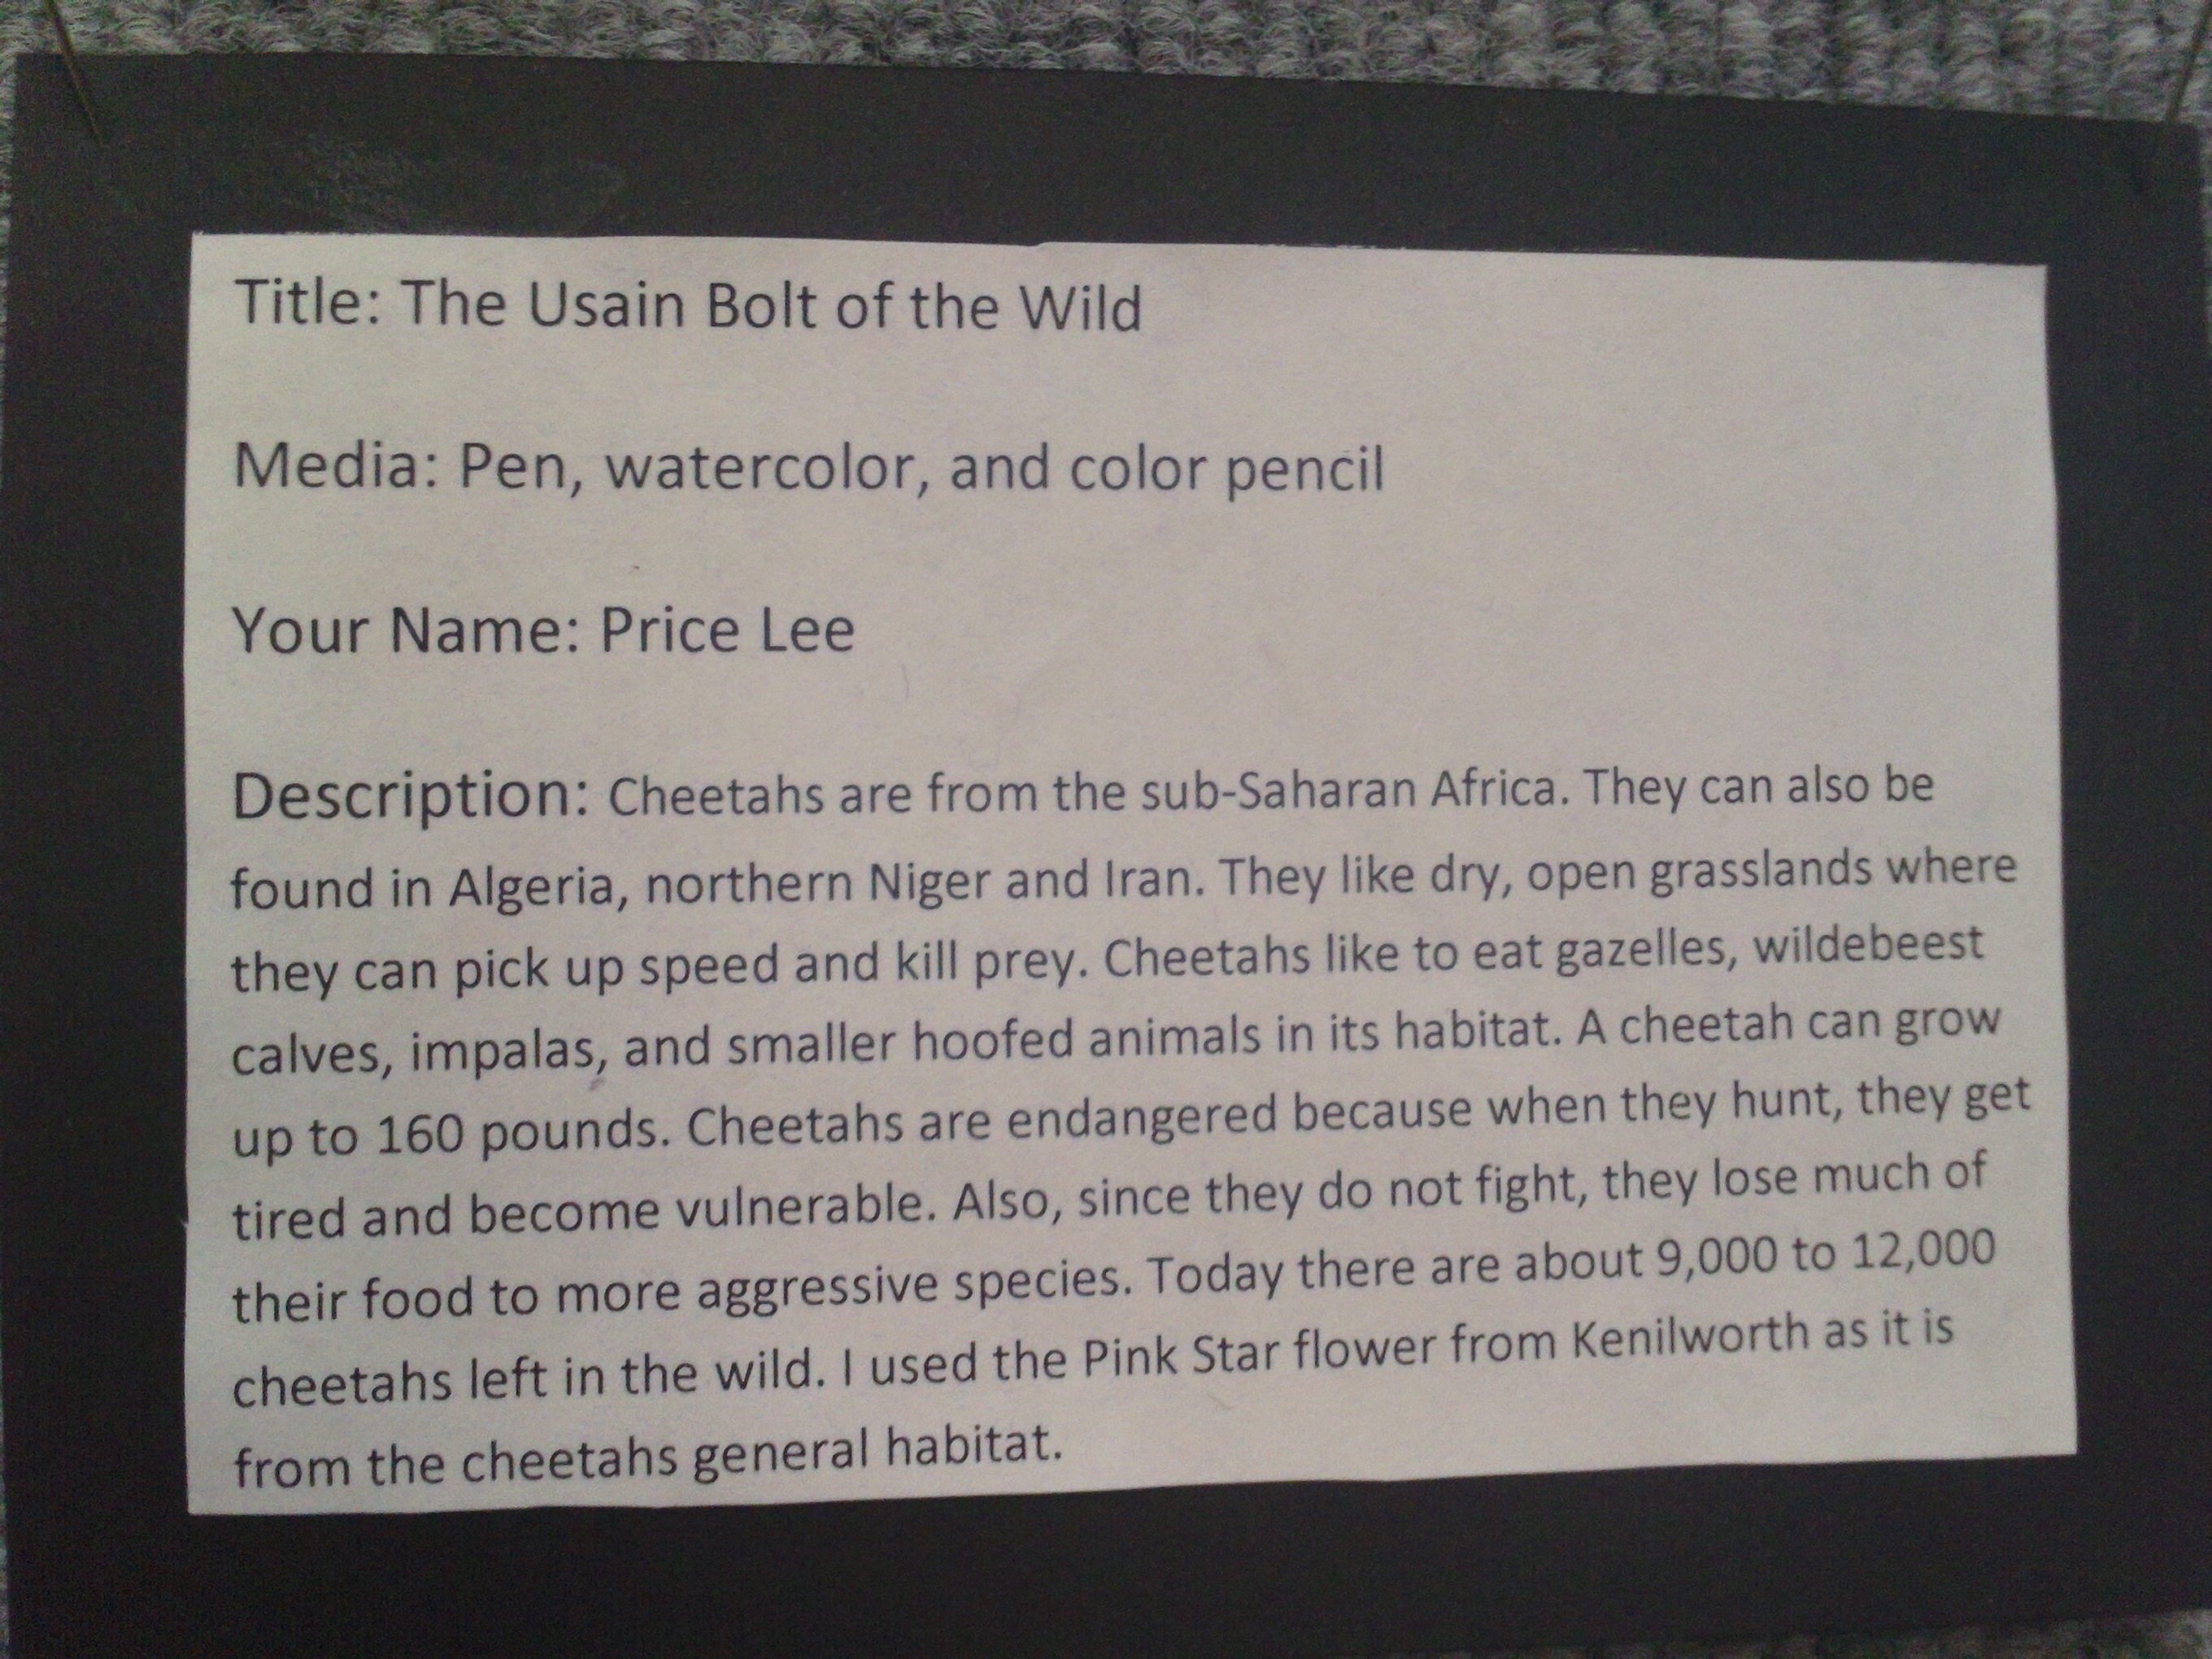 Title: The Usain Bolt of the Wild
Media: Pen, watercolor, and color pencil
Your Name: Price Lee
Description: Cheetahs are from the sub-Saharan Africa. They can also be
found in Algeria, northern Niger and Iran. They like dry, open grasslands where
they can pick up speed and kill prey. Cheetahs like to eat gazelles, wildebeest
calves, impalas, and smaller hoofed animals in its habitat. A cheetah can grow
up to 160 pounds. Cheetahs are endangered because when they hunt, they get
tired and become vulnerable. Also, since they do not fight, they lose much of
their food to more aggressive species. Today there are about 9,000 to 12,000
cheetahs left in the wild. I used the Pink Star flower from Kenilworth as it is
from the cheetahs general habitat.